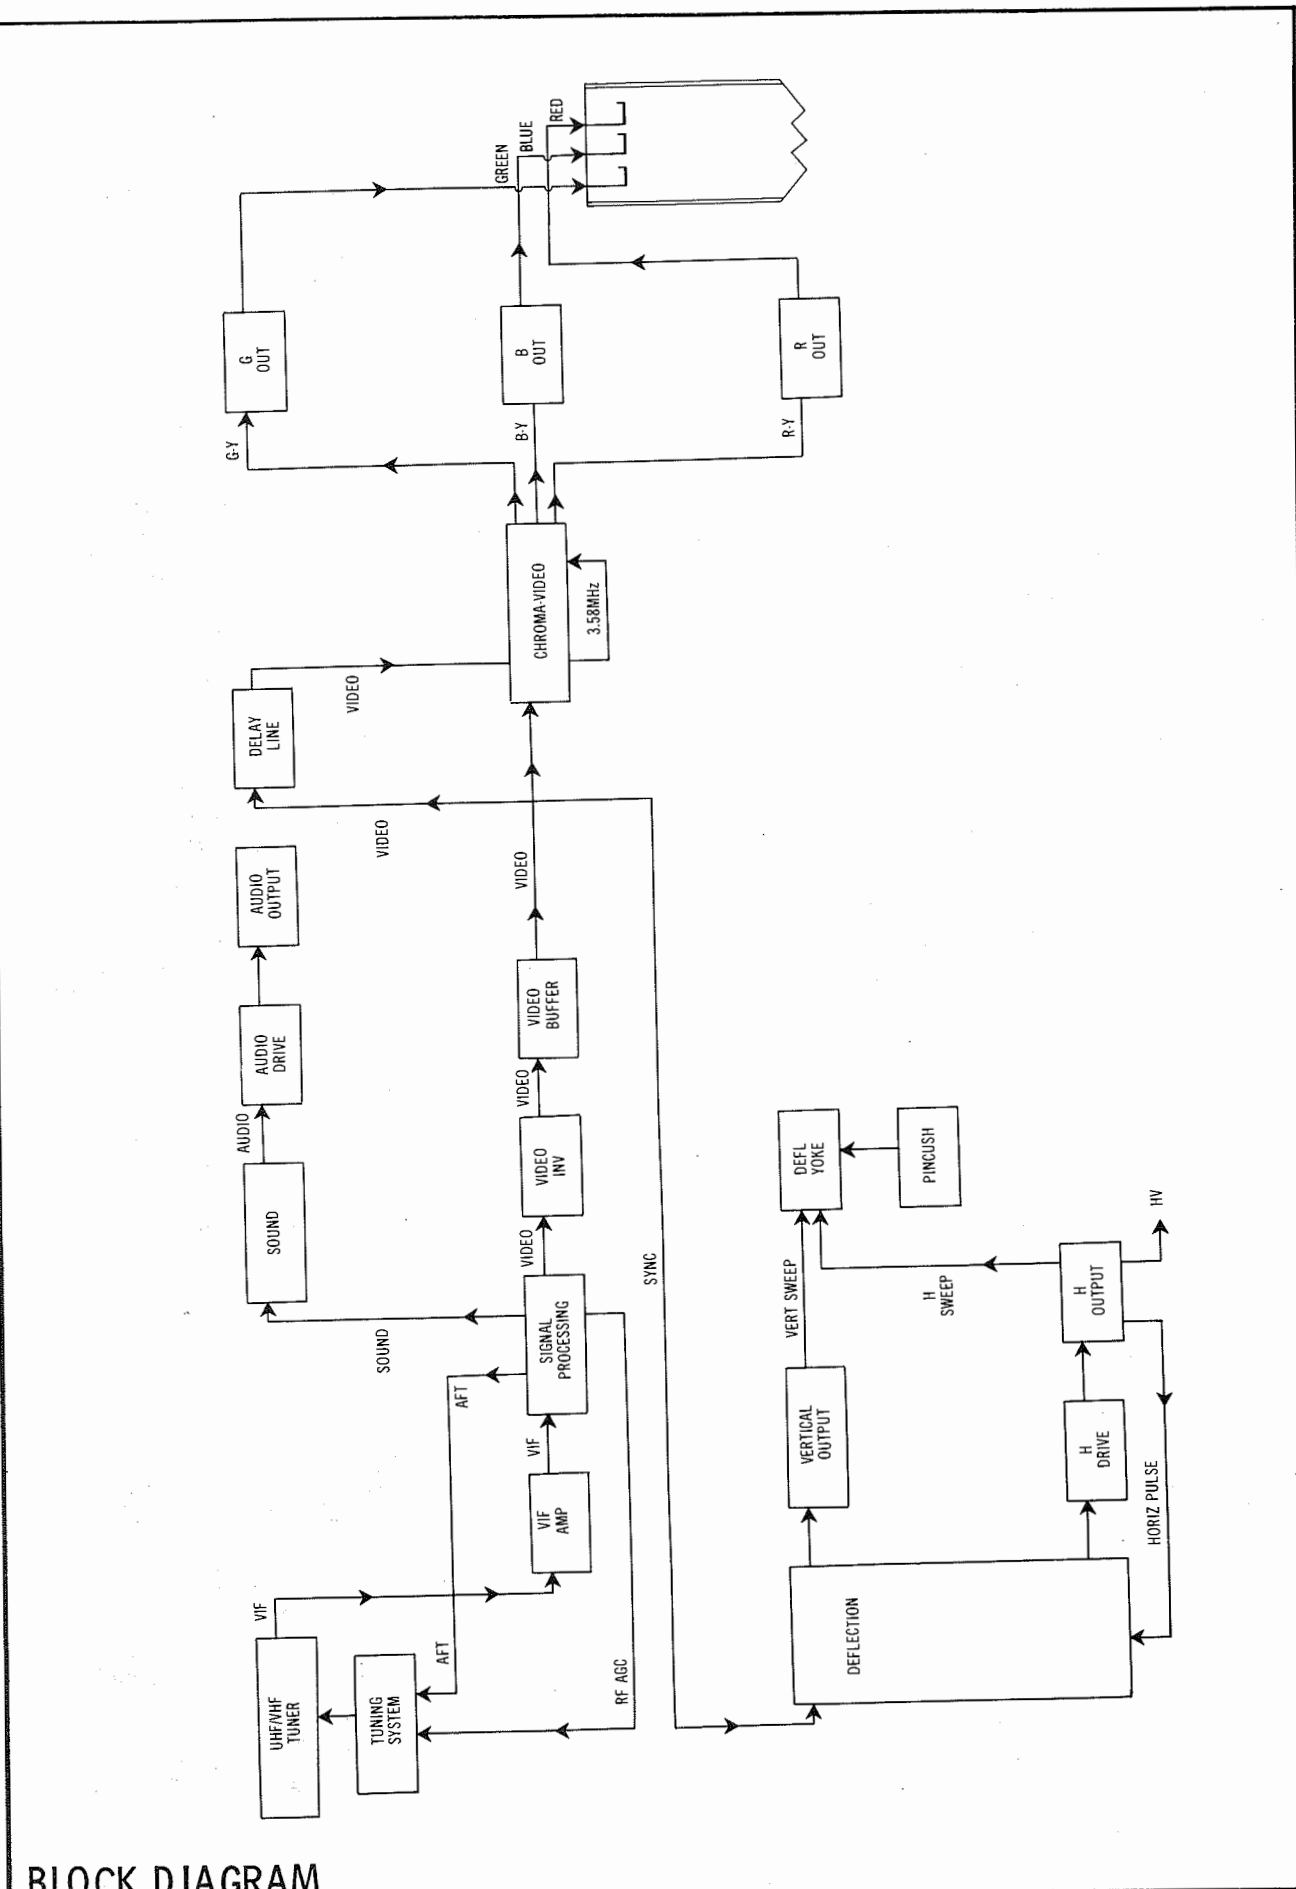 BLOCK DIAGRAM
UHF/VHF
TUNER
VIF
TUNING
SYSTEM
AFT
RF AGC
VIF
AMP
VIF
AFT
SIGNAL
PROCESSING
SOUND
SOUND
AUDIO
AUDIO
DRIVE
AUDIO
OUTPUT
VIDEO
VIDEO
INV
VIDEO
VIDEO
BUFFER
VIDEO
VIDEO
DELAY
LINE
VIDEO
CHROMA-VIDEO
3.58MHz
G-Y
B-Y
R-Y
G
OUT
B
OUT
R
OUT
GREEN
BLUE
RED
SYNC
DEFLECTION
VERTICAL
OUTPUT
VERT SWEEP
H
DRIVE
H
OUTPUT
HORIZ PULSE
H
SWEEP
HV
DEFL
YOKE
PINCUSH